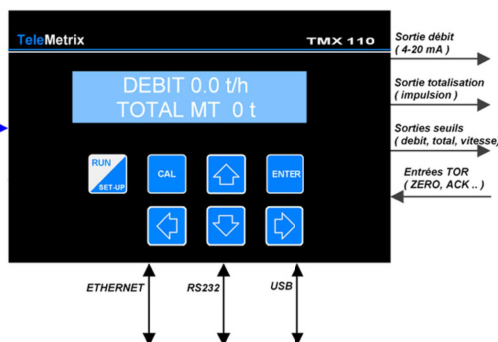 TeleMetrix
TMX 110
DEBIT 0.0 t/h
TOTAL MT 0 t
RUN
SET-UP
CAL
ENTER
Sortie débit
( 4-20 mA )
Sortie totalisation
( impulsion )
Sorties seuils
( debit, total, vitesse)
Entrées TOR
( ZERO, ACK .. )
ETHERNET
RS232
USB